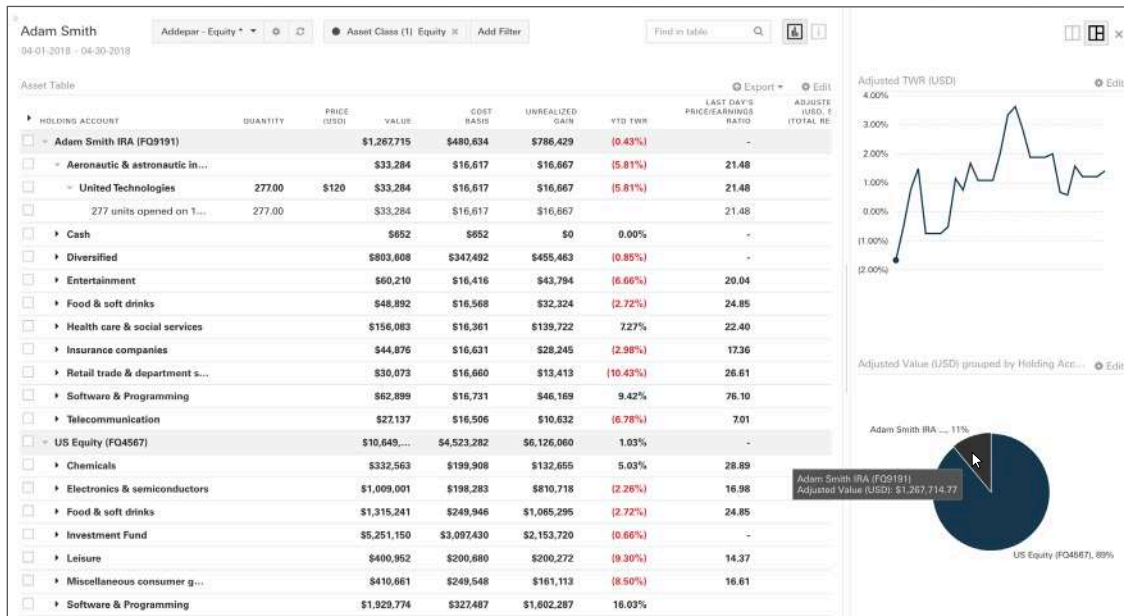 Adam Smith
Addepar - Equity *
Asset Class (1) Equity ×
Add Filter
Find in table
04-01-2018 - 04-30-2018
Asset Table
Export
Edit
HOLDING ACCOUNT QUANTITY PRICE (USD) VALUE COST BASIS UNREALIZED GAIN YTD TWR LAST DAY'S PRICE/EARNINGS RATIO
Adam Smith IRA (FQ9191) $1,267,715 $480,634 $786,429 (0.43%) -
Aeronautic & astronautic in... $33,284 $16,617 $16,667 (5.81%) 21.48
United Technologies 277.00 $120 $33,284 $16,617 $16,667 (5.81%) 21.48
277 units opened on 1... 277.00 $33,284 $16,617 $16,667 21.48
Cash $652 $652 $0 0.00% -
Diversified $803,608 $347,492 $455,463 (0.85%) -
Entertainment $60,210 $16,416 $43,794 (6.66%) 20.04
Food & soft drinks $48,892 $16,568 $32,324 (2.72%) 24.85
Health care & social services $156,083 $16,361 $139,722 7.27% 22.40
Insurance companies $44,876 $16,631 $28,245 (2.98%) 17.36
Retail trade & department s... $30,073 $16,660 $13,413 (10.43%) 26.61
Software & Programming $62,899 $16,731 $46,169 9.42% 76.10
Telecommunication $27,137 $16,506 $10,632 (6.78%) 7.01
US Equity (FQ4567) $10,649,... $4,523,282 $6,126,060 1.03% -
Chemicals $332,563 $199,908 $132,655 5.03% 28.89
Electronics & semiconductors $1,009,001 $198,283 $810,718 (2.26%) 16.98
Food & soft drinks $1,315,241 $249,946 $1,065,295 (2.72%) 24.85
Investment Fund $5,251,150 $3,097,430 $2,153,720 (0.66%) -
Leisure $400,952 $200,680 $200,272 (9.30%) 14.37
Miscellaneous consumer g... $410,661 $249,548 $161,113 (8.50%) 16.61
Software & Programming $1,929,774 $327,487 $1,602,287 16.03%
Adjusted TWR (USD)
Edit
4.00%
3.00%
2.00%
1.00%
0.00%
(1.00%)
(2.00%)
Adjusted Value (USD) grouped by Holding Acc...
Edit
Adam Smith IRA ..., 11%
Adam Smith IRA (FQ9191)
Adjusted Value (USD): $1,267,714.77
US Equity (FQ4567), 89%